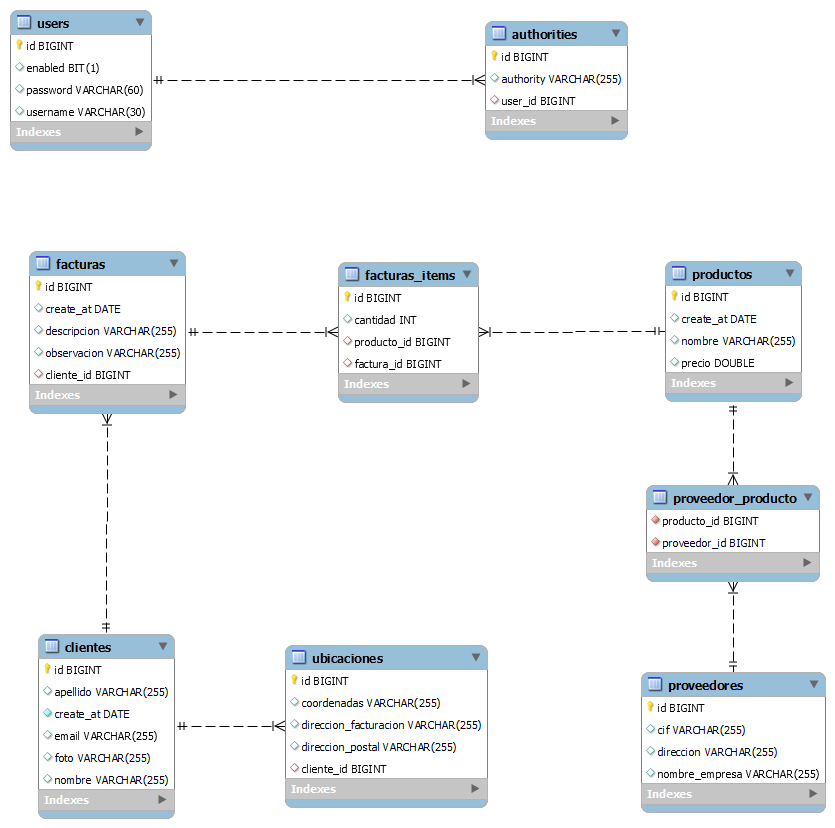 users
id BIGINT
enabled BIT(1)
password VARCHAR(60)
username VARCHAR(30)
Indexes
authorities
id BIGINT
authority VARCHAR(255)
user_id BIGINT
Indexes
facturas
id BIGINT
create_at DATE
descripcion VARCHAR(255)
observacion VARCHAR(255)
cliente_id BIGINT
Indexes
facturas_items
id BIGINT
cantidad INT
producto_id BIGINT
factura_id BIGINT
Indexes
productos
id BIGINT
create_at DATE
nombre VARCHAR(255)
precio DOUBLE
Indexes
proveedor_producto
producto_id BIGINT
proveedor_id BIGINT
Indexes
clientes
id BIGINT
apellido VARCHAR(255)
create_at DATE
email VARCHAR(255)
foto VARCHAR(255)
nombre VARCHAR(255)
Indexes
ubicaciones
id BIGINT
coordenadas VARCHAR(255)
direccion_facturacion VARCHAR(255)
direccion_postal VARCHAR(255)
cliente_id BIGINT
Indexes
proveedores
id BIGINT
cif VARCHAR(255)
direccion VARCHAR(255)
nombre_empresa VARCHAR(255)
Indexes